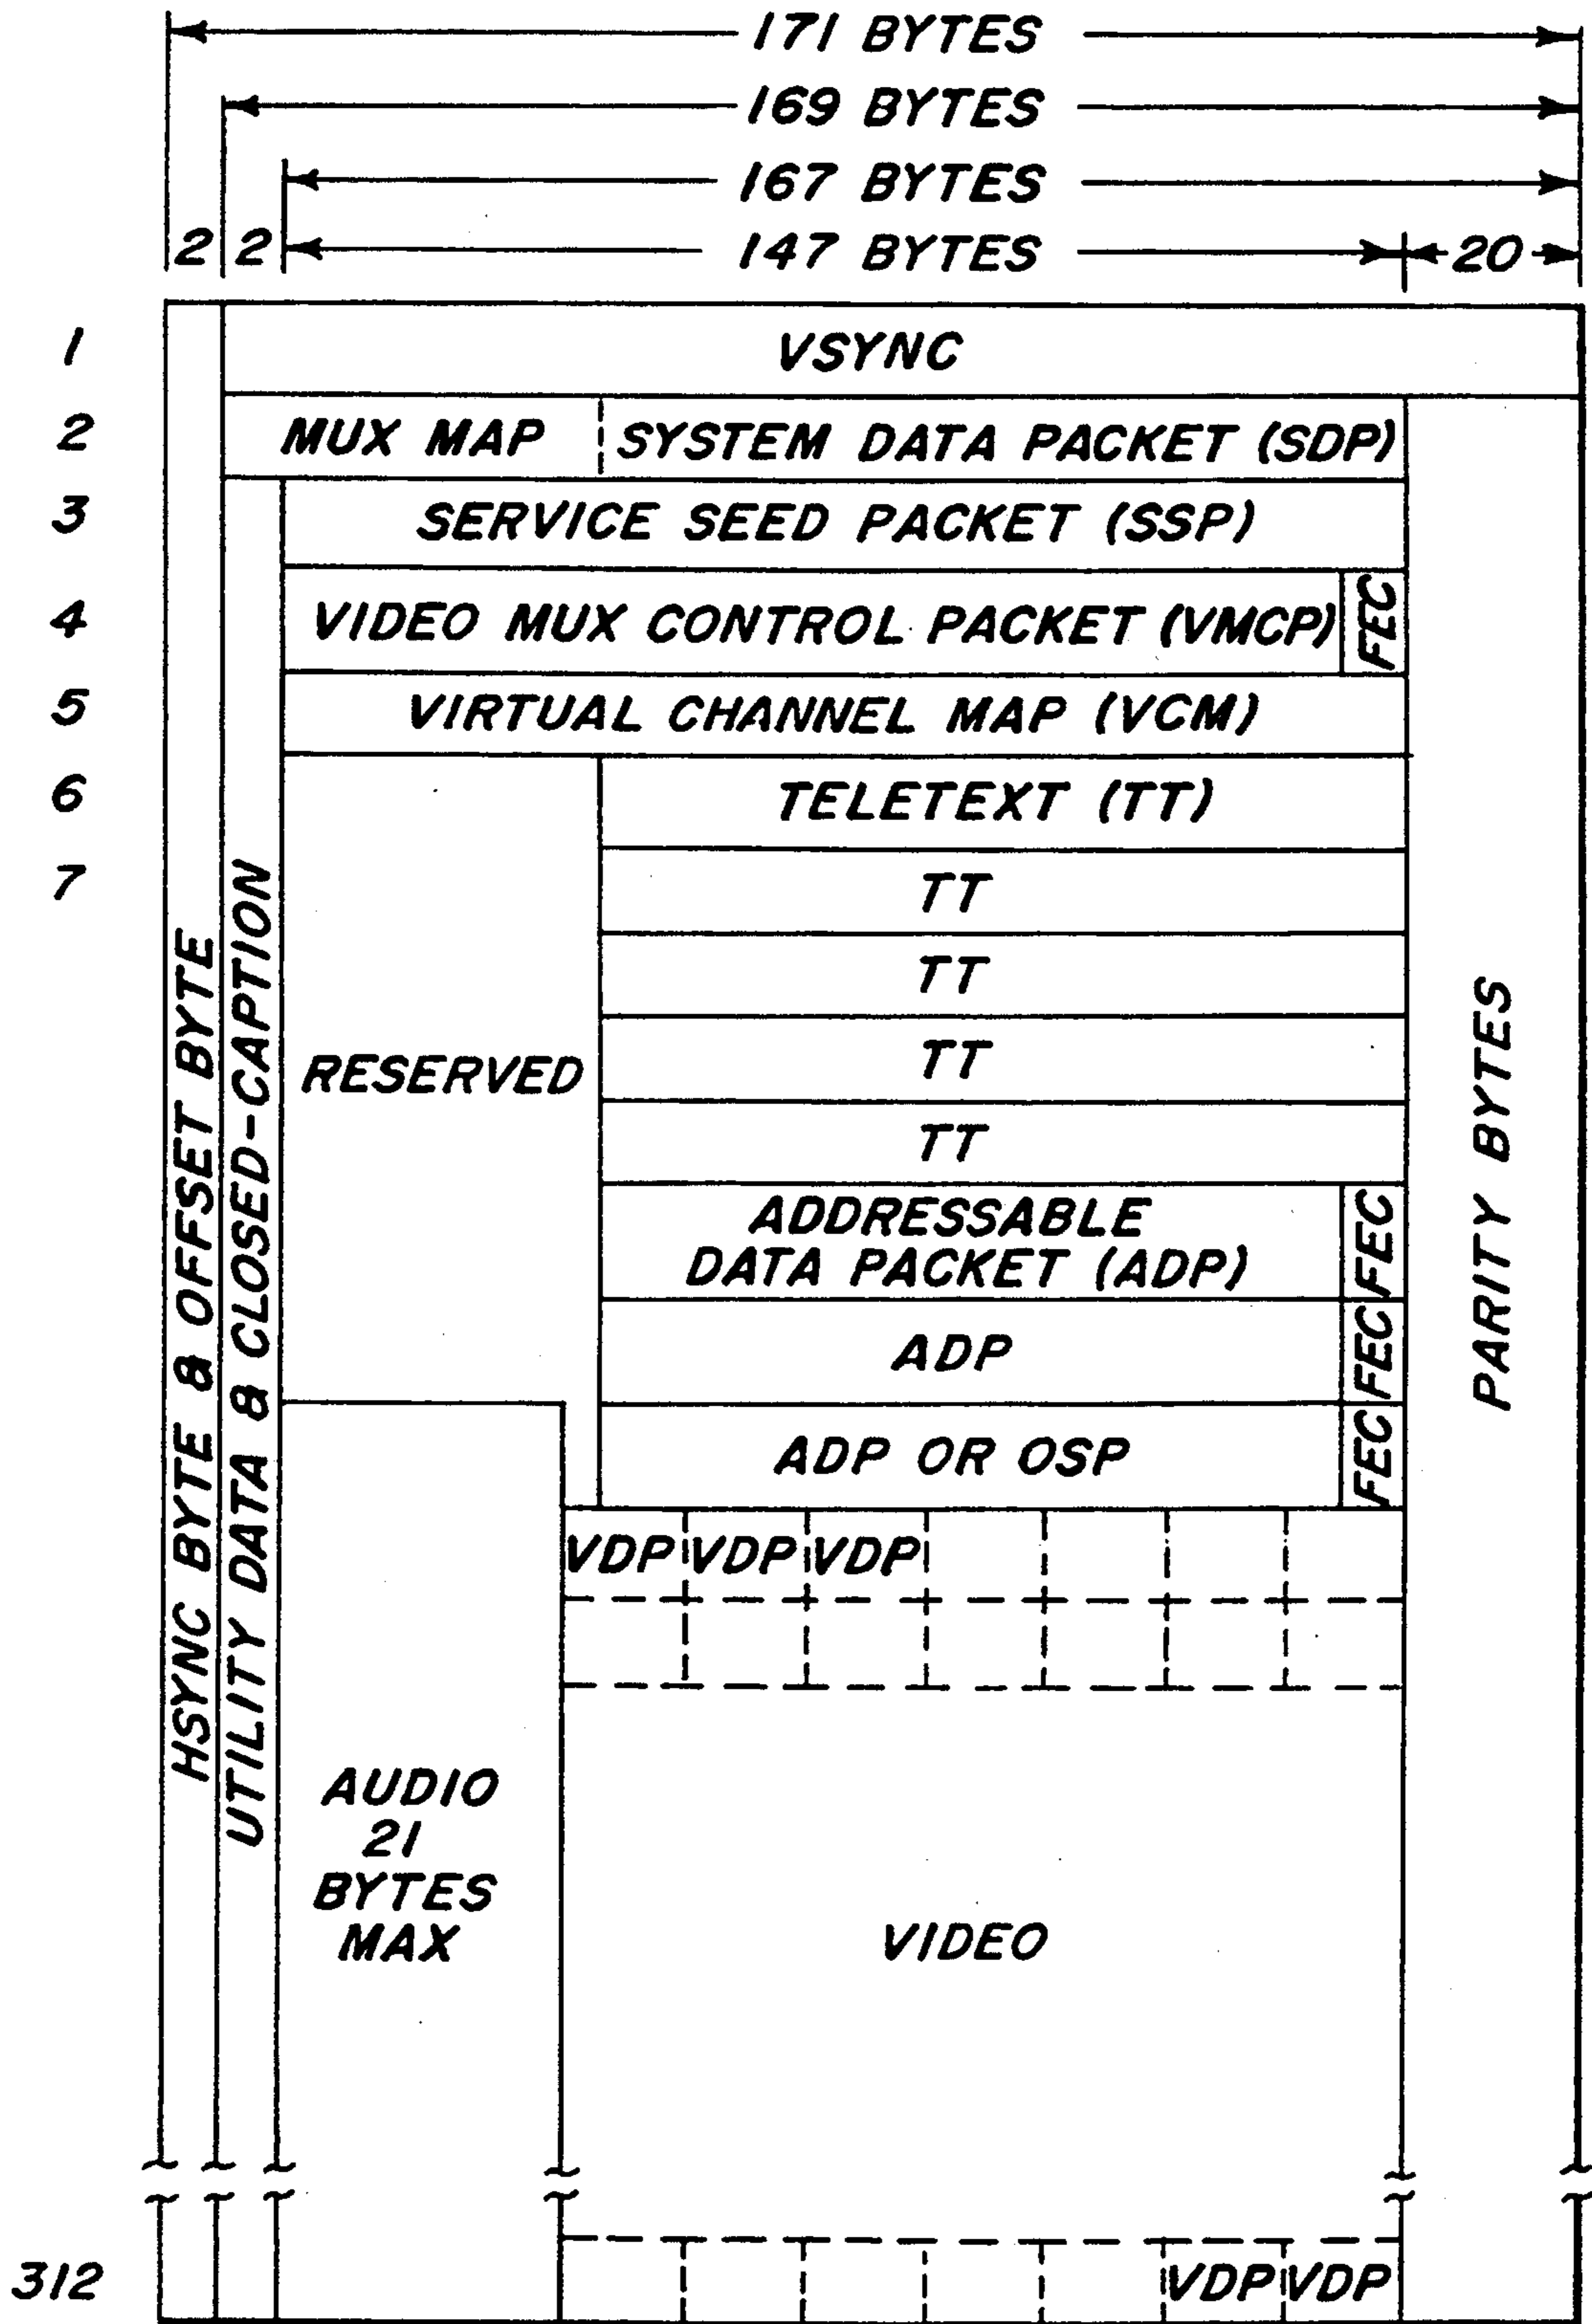 171 BYTES
169 BYTES
167 BYTES
2 2 147 BYTES 20
1 VSYNC
2 MUX MAP SYSTEM DATA PACKET (SDP)
3 SERVICE SEED PACKET (SSP)
4 VIDEO MUX CONTROL PACKET (VMCP) FEC
5 VIRTUAL CHANNEL MAP (VCM)
6 TELETEXT (TT)
7 TT
TT
TT
TT
RESERVED
ADDRESSABLE
DATA PACKET (ADP) FEC
ADP FEC
ADP OR OSP FEC
HSYNC BYTE & OFFSET BYTE
UTILITY DATA & CLOSED-CAPTION
PARITY BYTES
VDP VDP VDP
AUDIO
21
BYTES
MAX
VIDEO
312 VDP VDP